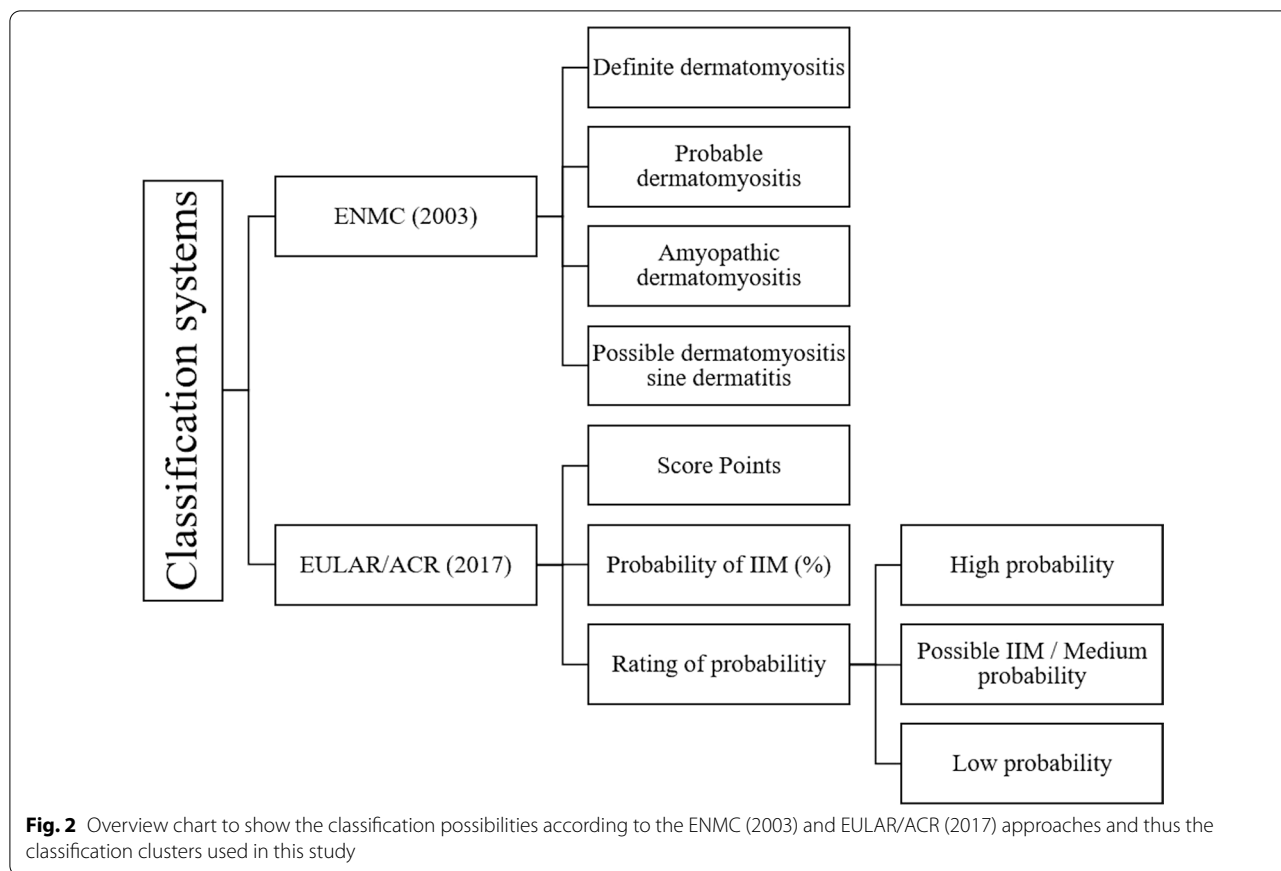 Classification systems
ENMC (2003)
Definite dermatomyositis
Probable
dermatomyositis
Amyopathic
dermatomyositis
Possible dermatomyositis
sine dermatitis
EULAR/ACR (2017)
Score Points
Probability of IIM (%)
Rating of probabilitiy
High probability
Possible IIM / Medium
probability
Low probability
Fig. 2 Overview chart to show the classification possibilities according to the ENMC (2003) and EULAR/ACR (2017) approaches and thus the
classification clusters used in this study